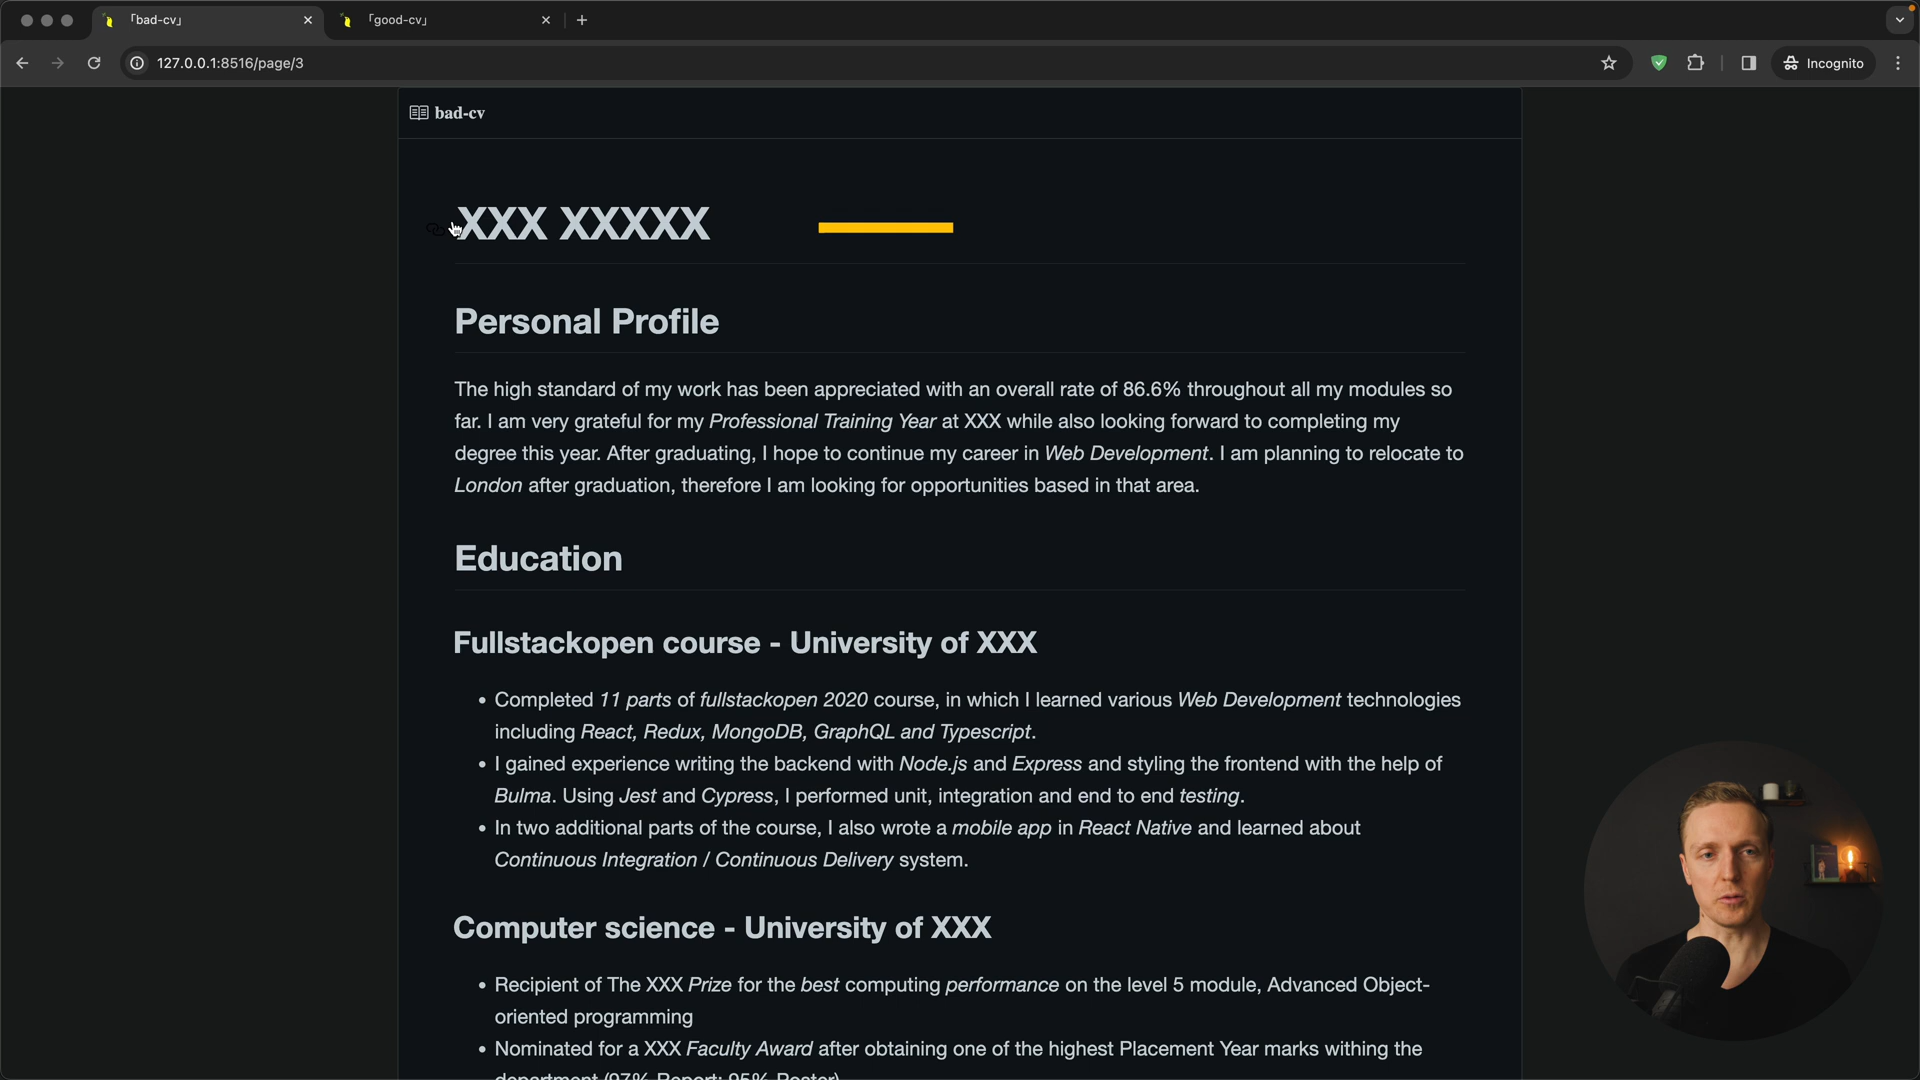 「bad-cv」
「good-cv」
127.0.0.1:8516/page/3
Incognito
bad-cv
XXX XXXXX
Personal Profile
The high standard of my work has been appreciated with an overall rate of 86.6% throughout all my modules so
far. I am very grateful for my Professional Training Year at XXX while also looking forward to completing my
degree this year. After graduating, I hope to continue my career in Web Development. I am planning to relocate to
London after graduation, therefore I am looking for opportunities based in that area.
Education
Fullstackopen course - University of XXX
• Completed 11 parts of fullstackopen 2020 course, in which I learned various Web Development technologies
including React, Redux, MongoDB, GraphQL and Typescript.
• I gained experience writing the backend with Node.js and Express and styling the frontend with the help of
Bulma. Using Jest and Cypress, I performed unit, integration and end to end testing.
• In two additional parts of the course, I also wrote a mobile app in React Native and learned about
Continuous Integration / Continuous Delivery system.
Computer science - University of XXX
• Recipient of The XXX Prize for the best computing performance on the level 5 module, Advanced Object-
oriented programming
• Nominated for a XXX Faculty Award after obtaining one of the highest Placement Year marks withing the
department (97% Report; 95% Poster)